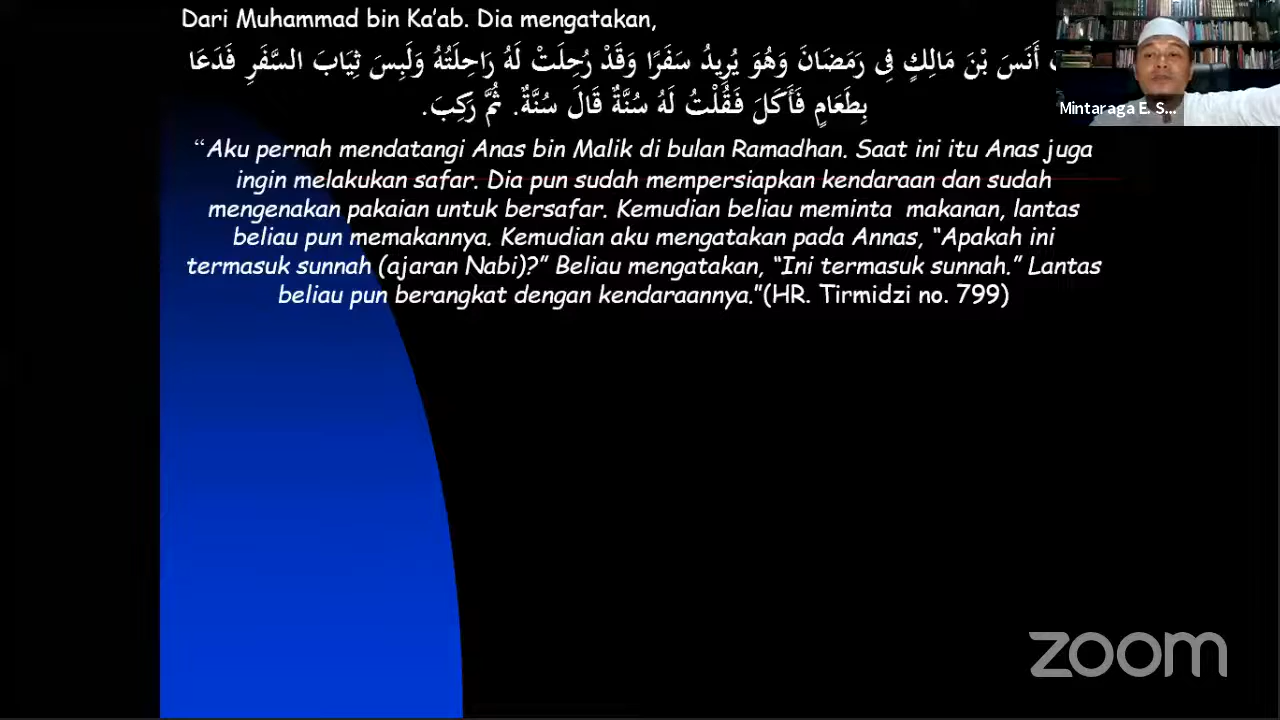 Dari Muhammad bin Ka’ab. Dia mengatakan,
أَنَسَ بْنَ مَالِكٍ فِى رَمَضَانَ وَهُوَ يُرِيدُ سَفَرًا وَقَدْ رُحِلَتْ لَهُ رَاحِلَتُهُ وَلَبِسَ ثِيَابَ السَّفَرِ فَدَعَا
بِطَعَامٍ فَأَكَلَ فَقُلْتُ لَهُ سُنَّةٌ قَالَ سُنَّةٌ. ثُمَّ رَكِبَ.
“Aku pernah mendatangi Anas bin Malik di bulan Ramadhan. Saat ini itu Anas juga
ingin melakukan safar. Dia pun sudah mempersiapkan kendaraan dan sudah
mengenakan pakaian untuk bersafar. Kemudian beliau meminta  makanan, lantas
beliau pun memakannya. Kemudian aku mengatakan pada Annas, “Apakah ini
termasuk sunnah (ajaran Nabi)?” Beliau mengatakan, “Ini termasuk sunnah.” Lantas
beliau pun berangkat dengan kendaraannya.”(HR. Tirmidzi no. 799)
Mintaraga E. S...
zoom